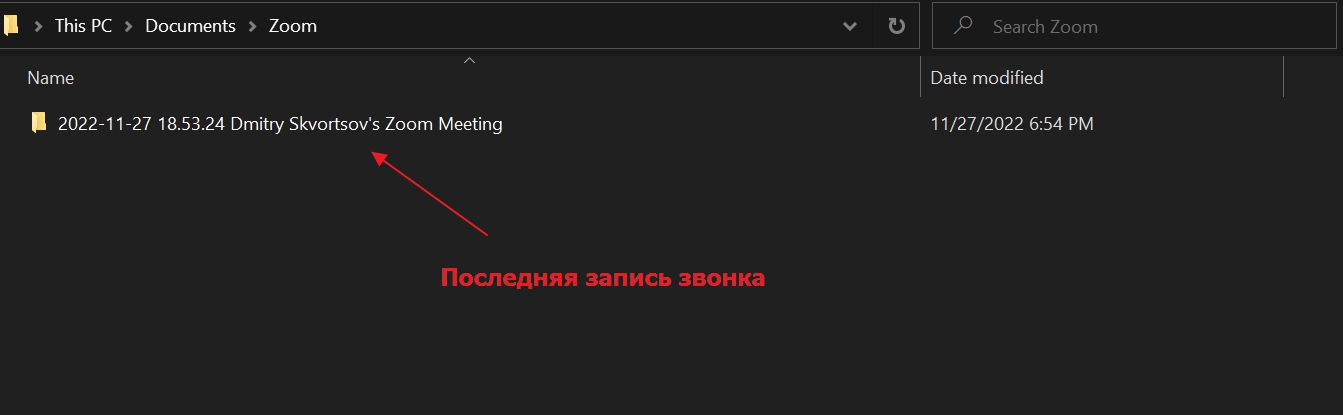 This PC > Documents > Zoom
Search Zoom
Name
Date modified
2022-11-27 18.53.24 Dmitry Skvortsov's Zoom Meeting
11/27/2022 6:54 PM
Последняя запись звонка